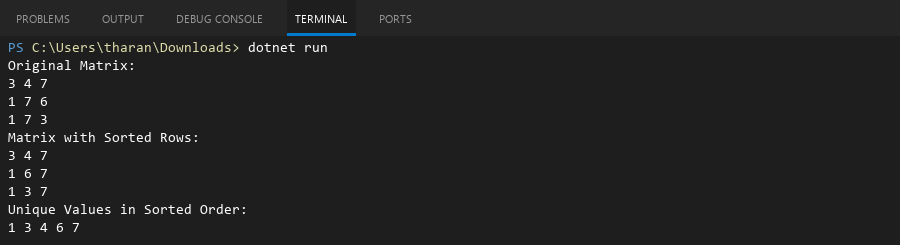 PROBLEMS OUTPUT DEBUG CONSOLE TERMINAL PORTS
PS C:\Users\tharan\Downloads> dotnet run
Original Matrix:
3 4 7
1 7 6
1 7 3
Matrix with Sorted Rows:
3 4 7
1 6 7
1 3 7
Unique Values in Sorted Order:
1 3 4 6 7